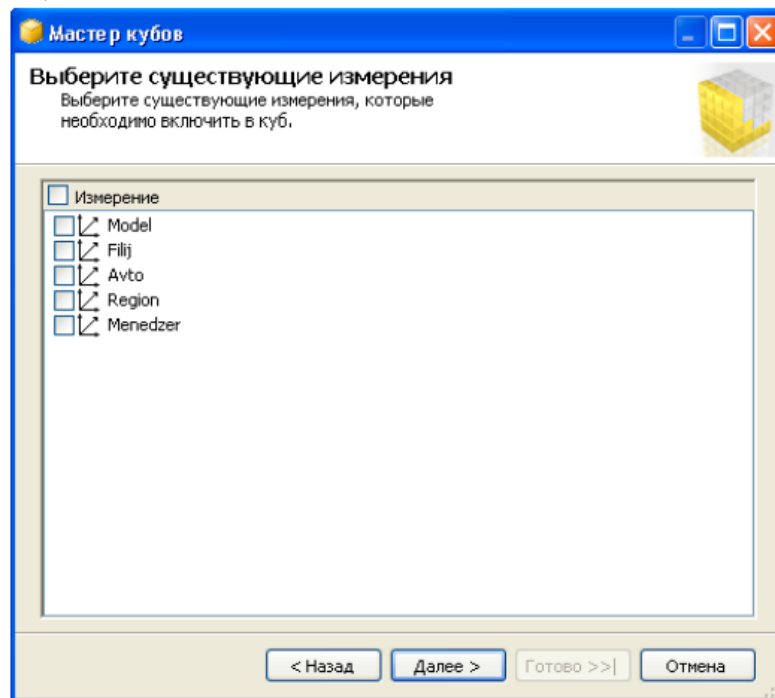 Мастер кубов
Выберите существующие измерения
Выберите существующие измерения, которые
необходимо включить в куб.
Измерение
Model
Filij
Avto
Region
Menedzer
< Назад
Далее >
Готово >>|
Отмена